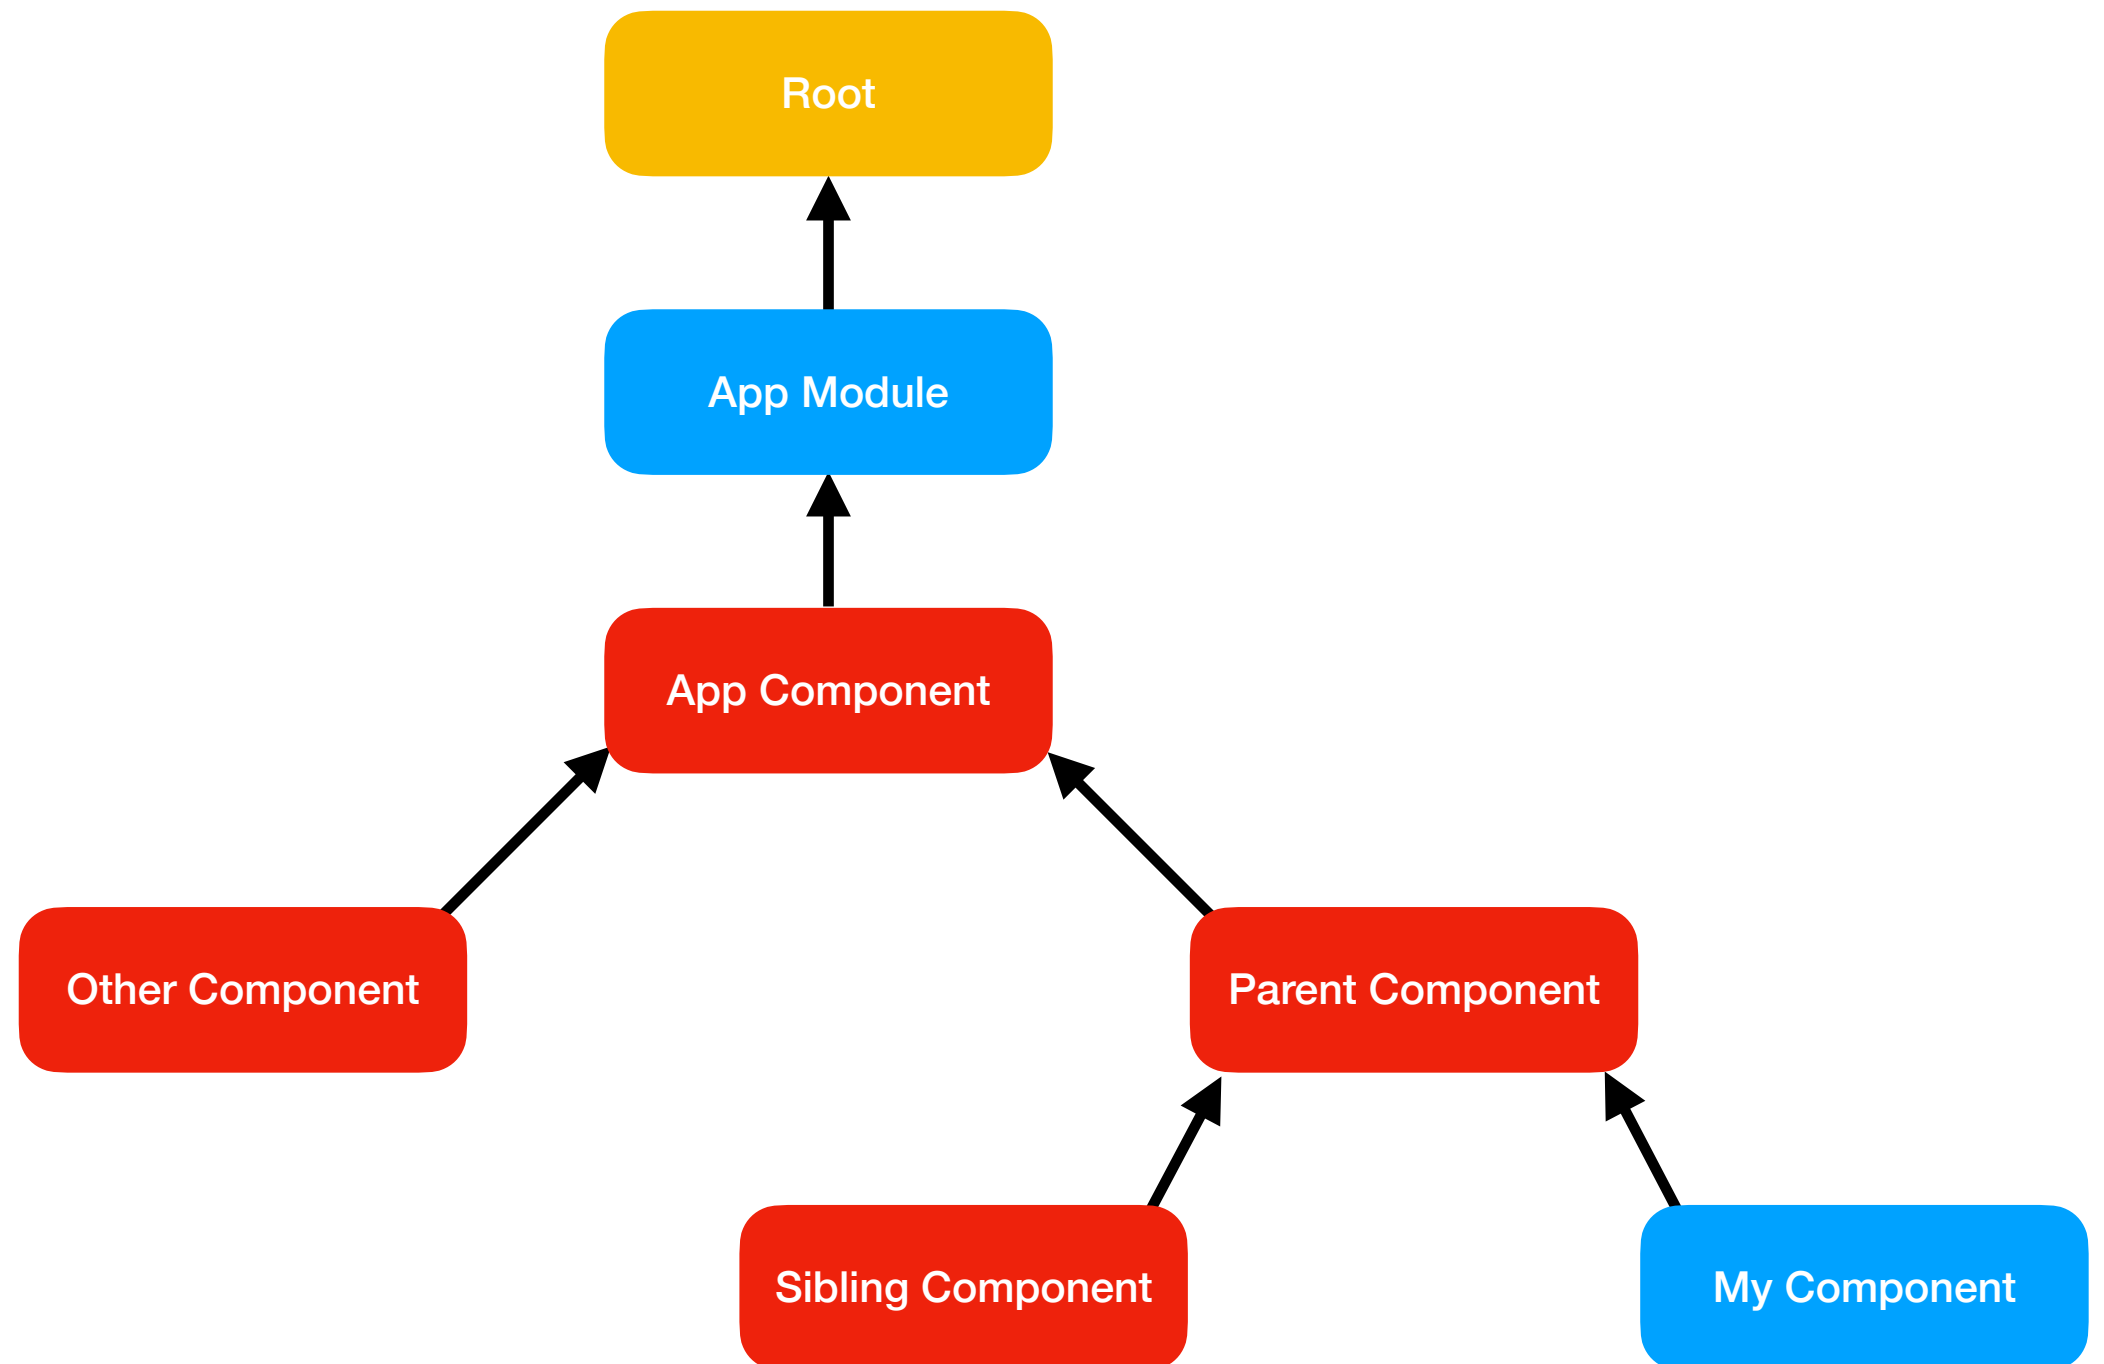 Root
App Module
App Component
Other Component
Parent Component
Sibling Component
My Component